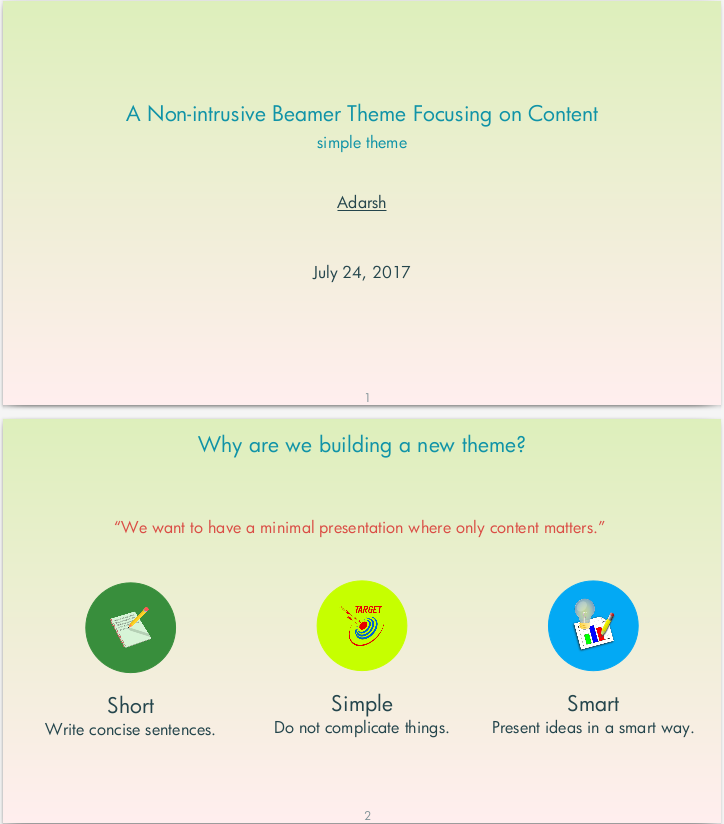 A Non-intrusive Beamer Theme Focusing on Content
simple theme
Adarsh
July 24, 2017
1
Why are we building a new theme?
“We want to have a minimal presentation where only content matters.”
TARGET
Short
Simple
Smart
Write concise sentences.
Do not complicate things.
Present ideas in a smart way.
2